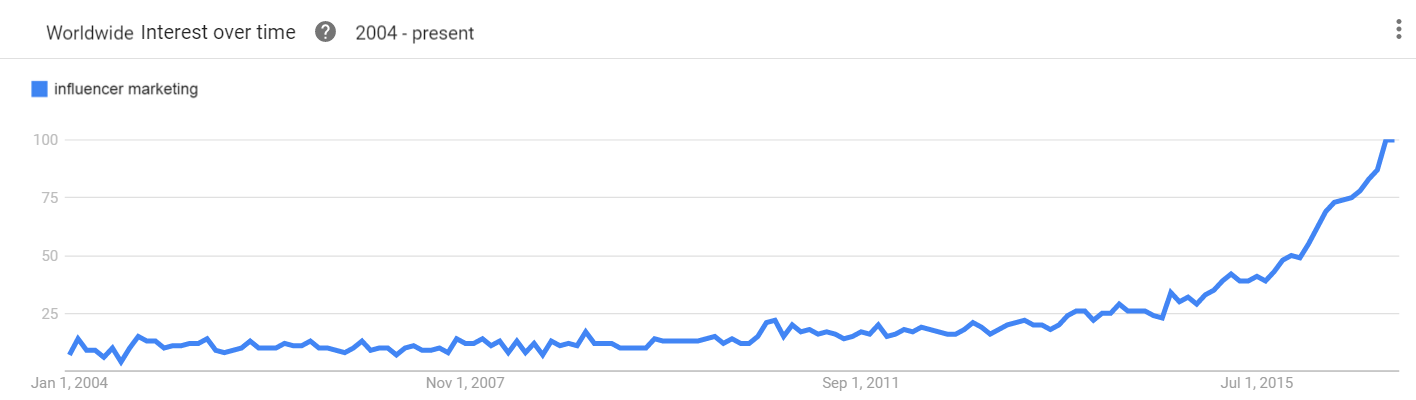 Worldwide Interest over time ? 2004 - present
influencer marketing
100
75
50
25
Jan 1, 2004 Nov 1, 2007 Sep 1, 2011 Jul 1, 2015